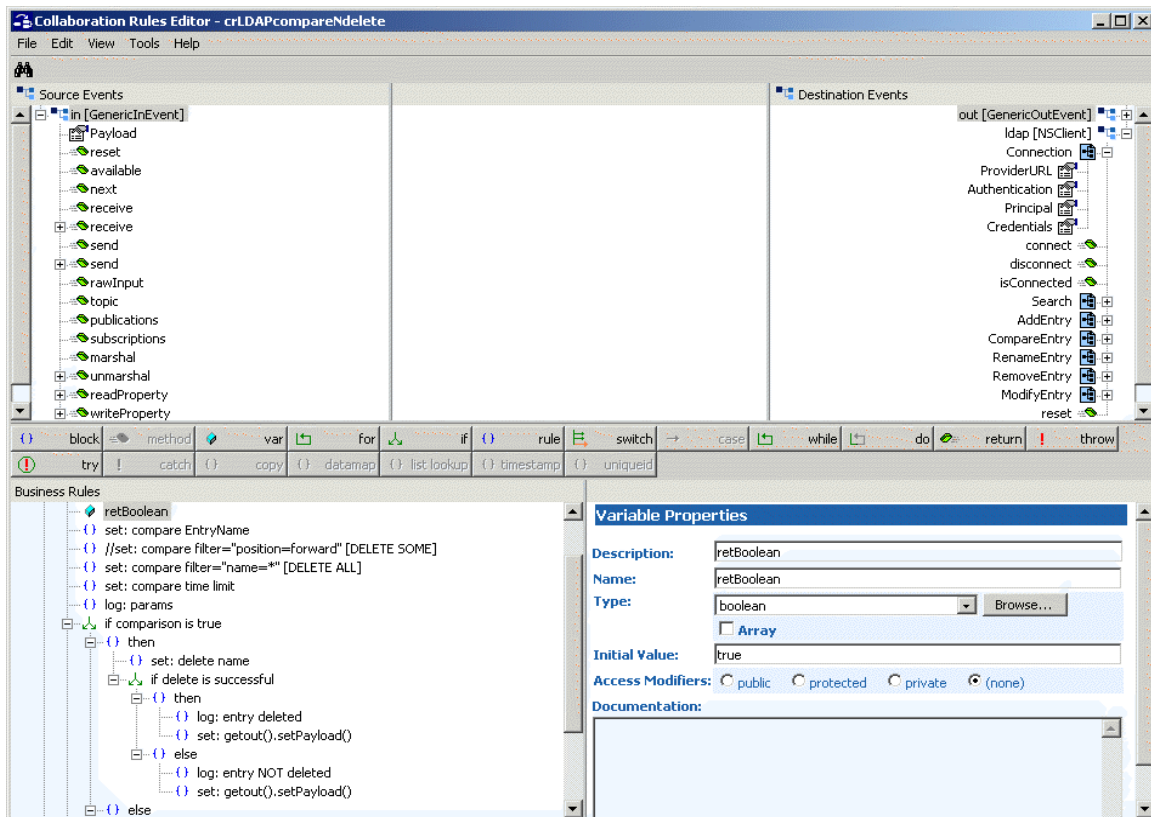 Collaboration Rules Editor - crLDAPcompareNdelete
File Edit View Tools Help
Source Events
in [GenericInEvent]
Payload
reset
available
next
receive
receive
send
send
rawInput
topic
publications
subscriptions
marshal
unmarshal
readProperty
writeProperty
Destination Events
out [GenericOutEvent]
ldap [NSClient]
Connection
ProviderURL
Authentication
Principal
Credentials
connect
disconnect
isConnected
Search
AddEntry
CompareEntry
RenameEntry
RemoveEntry
ModifyEntry
reset
{} block method var for if {} rule switch case while do return ! throw
! try ! catch {} copy {} datamap {} list lookup {} timestamp {} uniqueid
Business Rules
retBoolean
{} set: compare EntryName
{} //set: compare filter="position=forward" [DELETE SOME]
{} set: compare filter="name=*" [DELETE ALL]
{} set: compare time limit
{} log: params
if comparison is true
{} then
{} set: delete name
if delete is successful
{} then
{} log: entry deleted
{} set: getout().setPayload()
{} else
{} log: entry NOT deleted
{} set: getout().setPayload()
{} else
Variable Properties
Description: retBoolean
Name: retBoolean
Type: boolean Browse...
Array
Initial Value: true
Access Modifiers: public protected private (none)
Documentation: